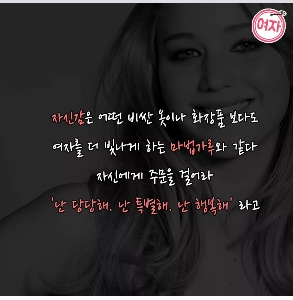 여자
자신감은 어떤 비싼 옷이나 화장품 보다도
여자를 더 빛나게 하는 마법가루와 같다
자신에게 주문을 걸어라
'난 당당해. 난 특별해. 난 행복해' 라고